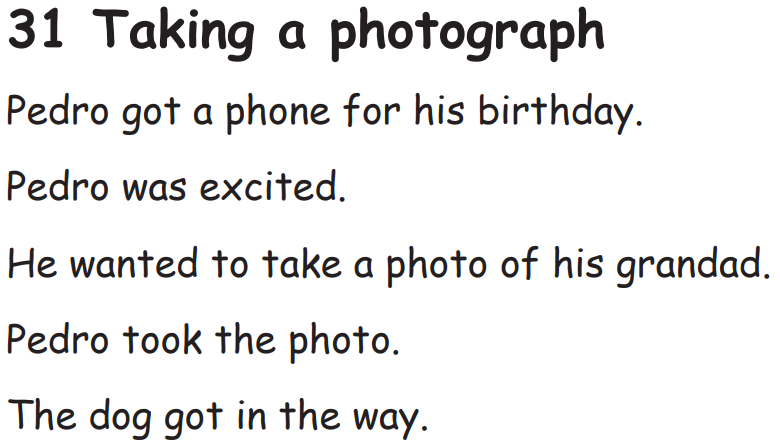 31 Taking a photograph
Pedro got a phone for his birthday.
Pedro was excited.
He wanted to take a photo of his grandad.
Pedro took the photo.
The dog got in the way.